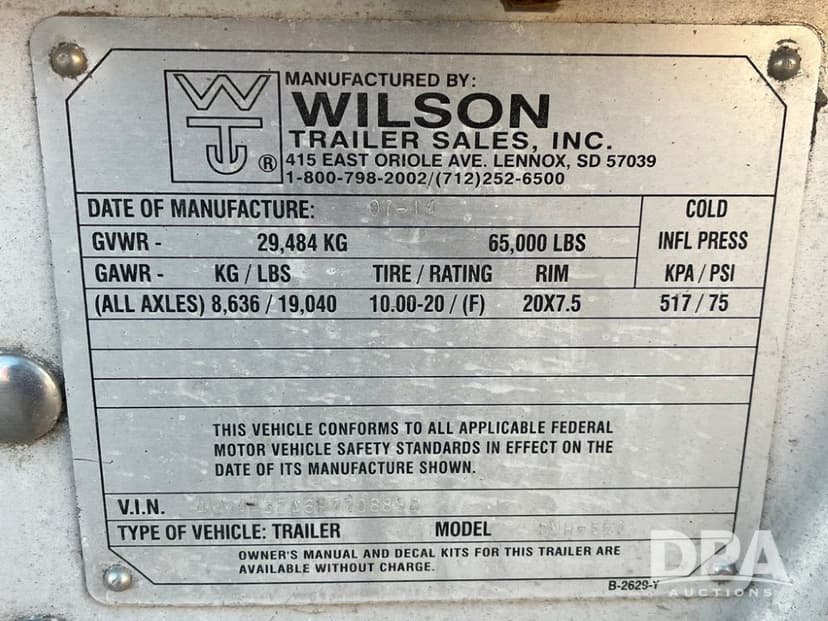 MANUFACTURED BY:
WT ® WILSON
TRAILER SALES, INC.
415 EAST ORIOLE AVE. LENNOX, SD 57039
1-800-798-2002/(712)252-6500
DATE OF MANUFACTURE: COLD
GVWR - 29,484 KG 65,000 LBS INFL PRESS
GAWR - KG / LBS TIRE / RATING RIM KPA / PSI
(ALL AXLES) 8,636 / 19,040 10.00-20 / (F) 20X7.5 517 / 75
THIS VEHICLE CONFORMS TO ALL APPLICABLE FEDERAL
MOTOR VEHICLE SAFETY STANDARDS IN EFFECT ON THE
DATE OF ITS MANUFACTURE SHOWN.
V.I.N.
TYPE OF VEHICLE: TRAILER MODEL
OWNER'S MANUAL AND DECAL KITS FOR THIS TRAILER ARE
AVAILABLE WITHOUT CHARGE.
B-2629-Y
DPA
AUCTIONS